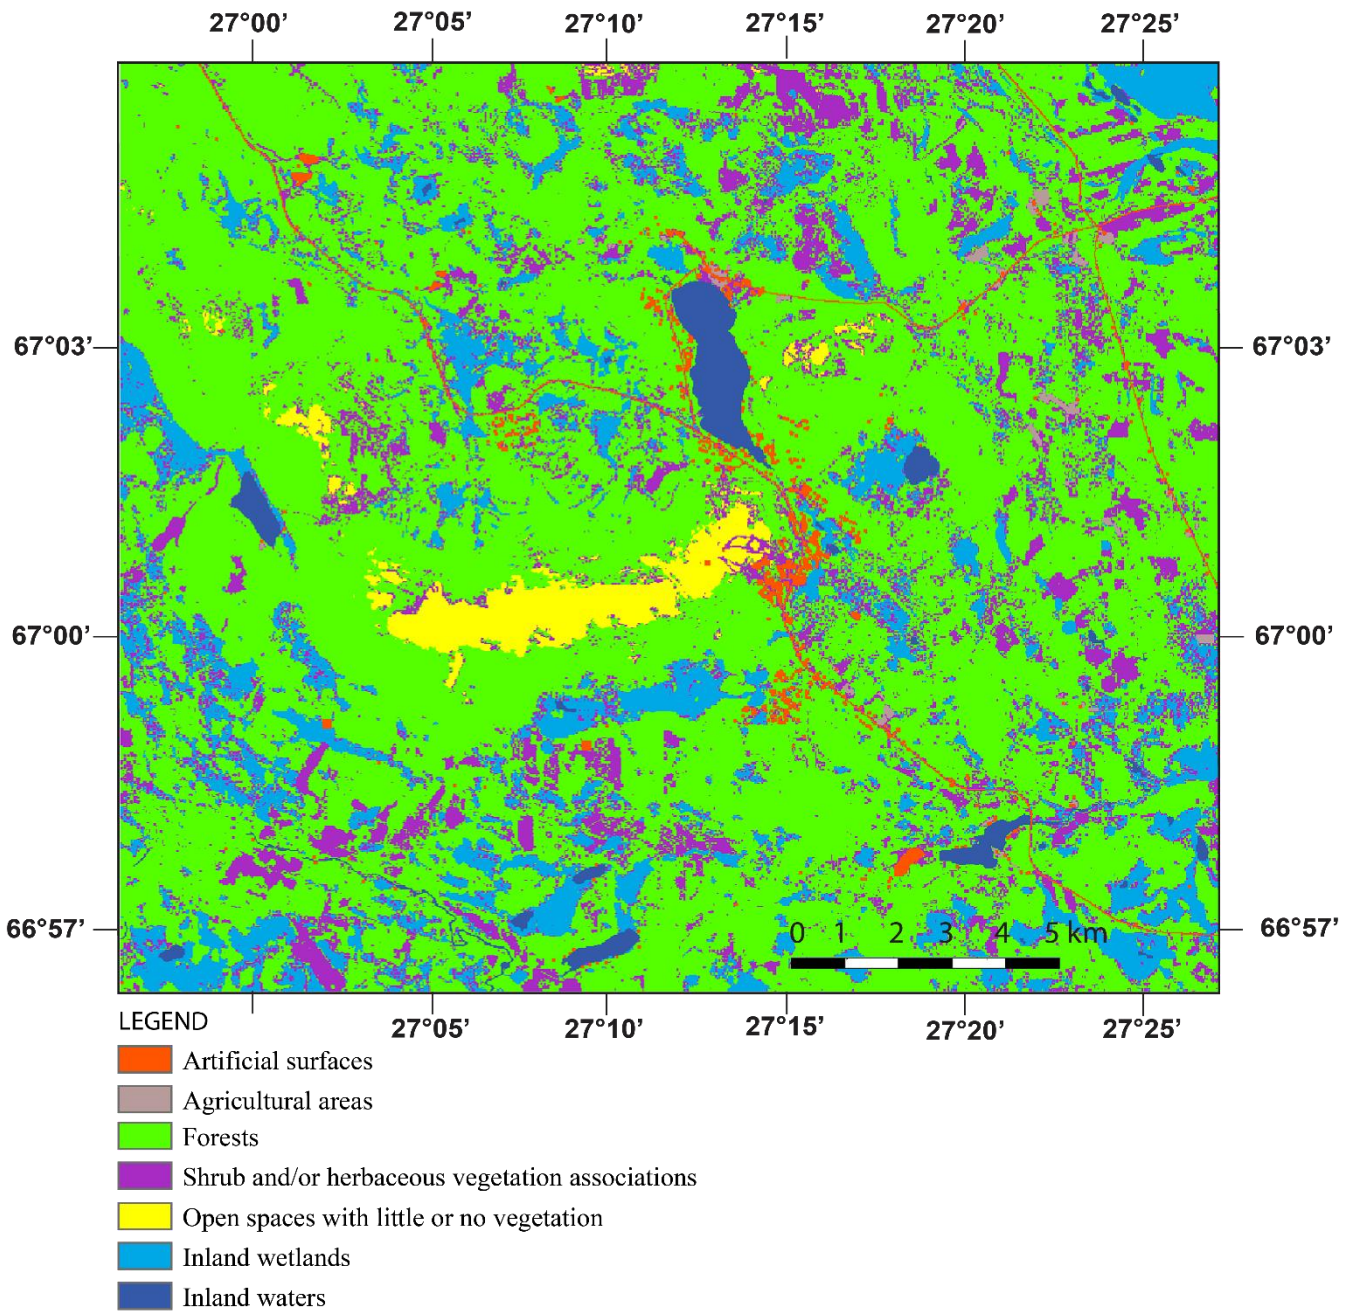 27°00’ 27°05’ 27°10’ 27°15’ 27°20’ 27°25’
67°03’ 67°03’
67°00’ 67°00’
66°57’ 66°57’
0 1 2 3 4 5 km
27°05’ 27°10’ 27°15’ 27°20’ 27°25’
LEGEND
Artificial surfaces
Agricultural areas
Forests
Shrub and/or herbaceous vegetation associations
Open spaces with little or no vegetation
Inland wetlands
Inland waters